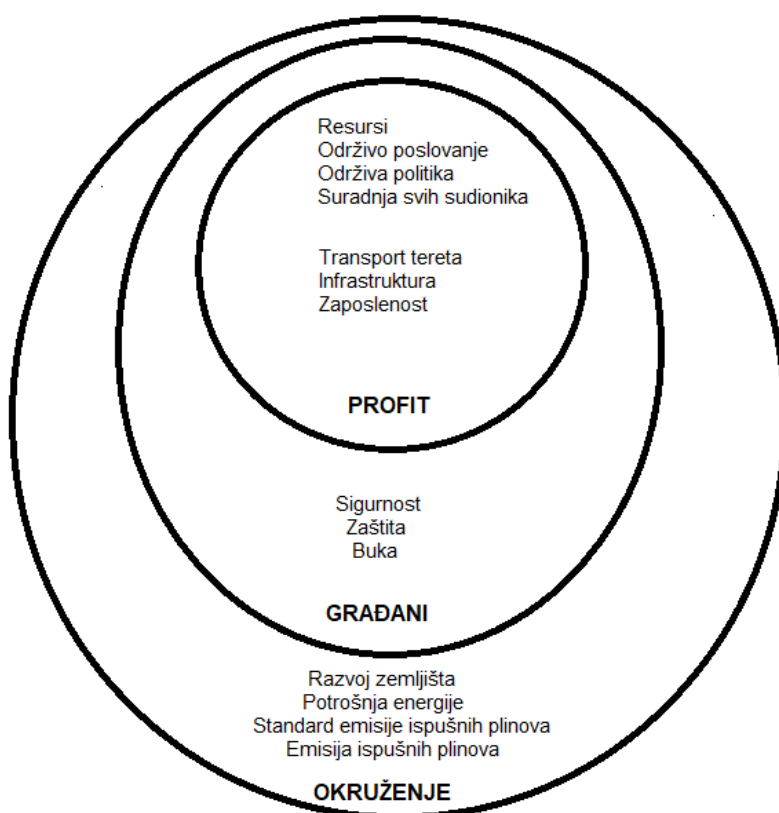 Resursi
Održivo poslovanje
Održiva politika
Suradnja svih sudionika
Transport tereta
Infrastruktura
Zaposlenost
PROFIT
Sigurnost
Zaštita
Buka
GRAĐANI
Razvoj zemljišta
Potrošnja energije
Standard emisije ispušnih plinova
Emisija ispušnih plinova
OKRUŽENJE